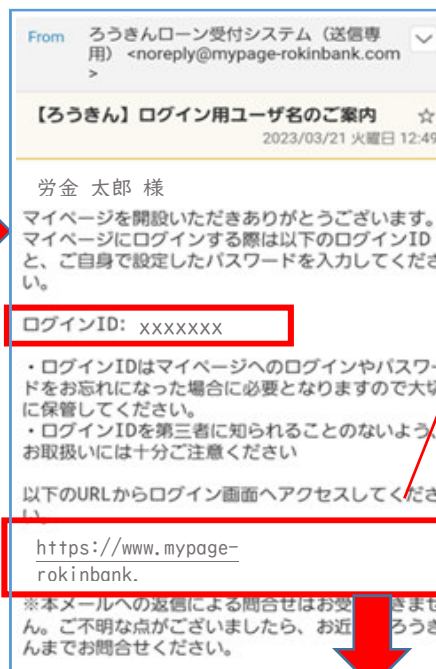 From ろうきんローン受付システム（送信専
用） <noreply@mypage-rokinbank.com
>
【ろうきん】ログイン用ユーザ名のご案内 ☆
2023/03/21 火曜日 12:49
労金 太郎 様
マイページを開設いただきありがとうございます。
マイページにログインする際は以下のログインID
と、ご自身で設定したパスワードを入力してくださ
い。
ログインID: xxxxxxx
・ログインIDはマイページへのログインやパスワー
ドをお忘れになった場合に必要となりますので大切
に保管してください。
・ログインIDを第三者に知られることのないよう、
お取扱いには十分ご注意ください
以下のURLからログイン画面へアクセスしてくださ
い。
https://www.mypage-
rokinbank.
※本メールへの返信による問合せはお受 きませ
ん。ご不明な点がございましたら、お近 ろうき
んまでお問合せください。